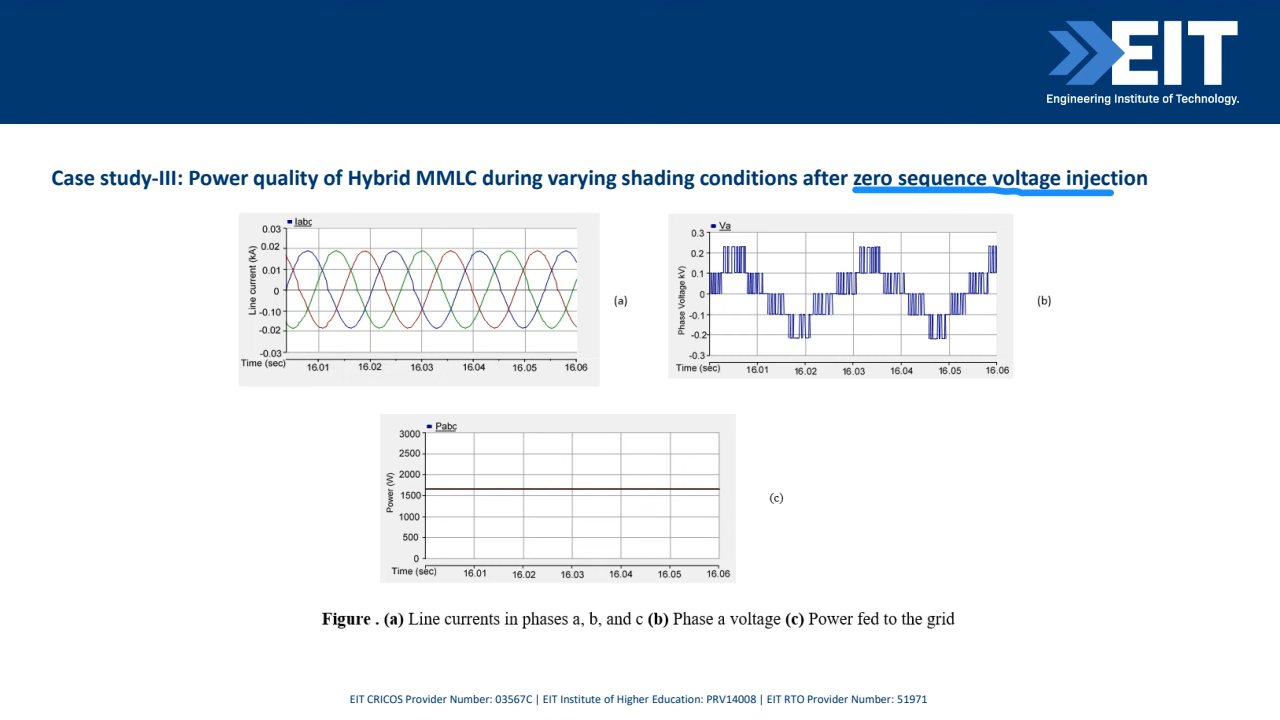 EIT
Engineering Institute of Technology.
Case study-III: Power quality of Hybrid MMLC during varying shading conditions after zero sequence voltage injection
Iabc
0.03
0.02
0.01
0
-0.10
-0.02
-0.03
Line current (kA)
Time (sec)
16.01 16.02 16.03 16.04 16.05 16.06
(a)
Va
0.3
0.2
0.1
0
-0.1
-0.2
-0.3
Phase Voltage kV)
Time (sec)
16.01 16.02 16.03 16.04 16.05 16.06
(b)
Pabc
3000
2500
2000
1500
1000
500
0
Power (W)
Time (sec)
16.01 16.02 16.03 16.04 16.05 16.06
(c)
Figure . (a) Line currents in phases a, b, and c (b) Phase a voltage (c) Power fed to the grid
EIT CRICOS Provider Number: 03567C | EIT Institute of Higher Education: PRV14008 | EIT RTO Provider Number: 51971